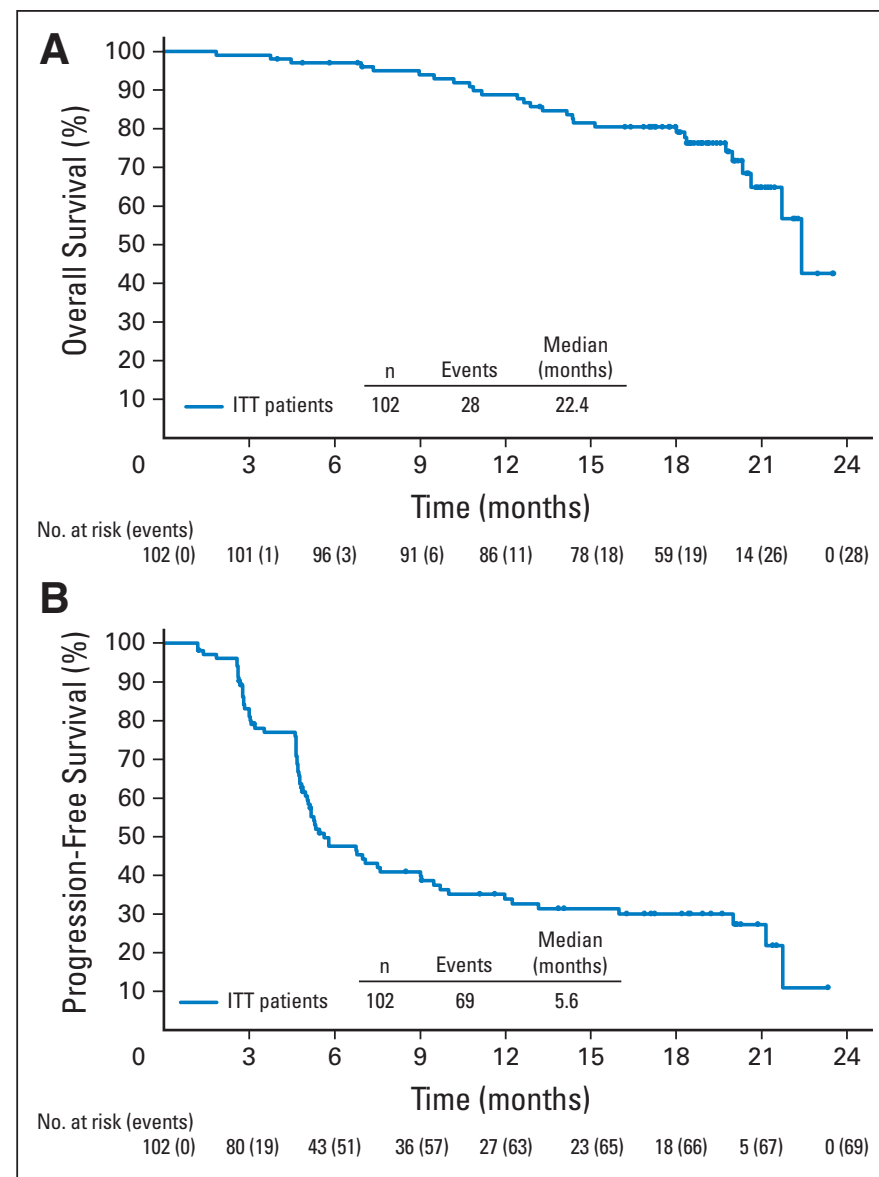 A
Overall Survival (%)
100
90
80
70
60
50
40
30
20
10
n Events Median (months)
ITT patients 102 28 22.4
0 3 6 9 12 15 18 21 24
Time (months)
No. at risk (events)
102 (0) 101 (1) 96 (3) 91 (6) 86 (11) 78 (18) 59 (19) 14 (26) 0 (28)
B
Progression-Free Survival (%)
100
90
80
70
60
50
40
30
20
10
n Events Median (months)
ITT patients 102 69 5.6
0 3 6 9 12 15 18 21 24
Time (months)
No. at risk (events)
102 (0) 80 (19) 43 (51) 36 (57) 27 (63) 23 (65) 18 (66) 5 (67) 0 (69)